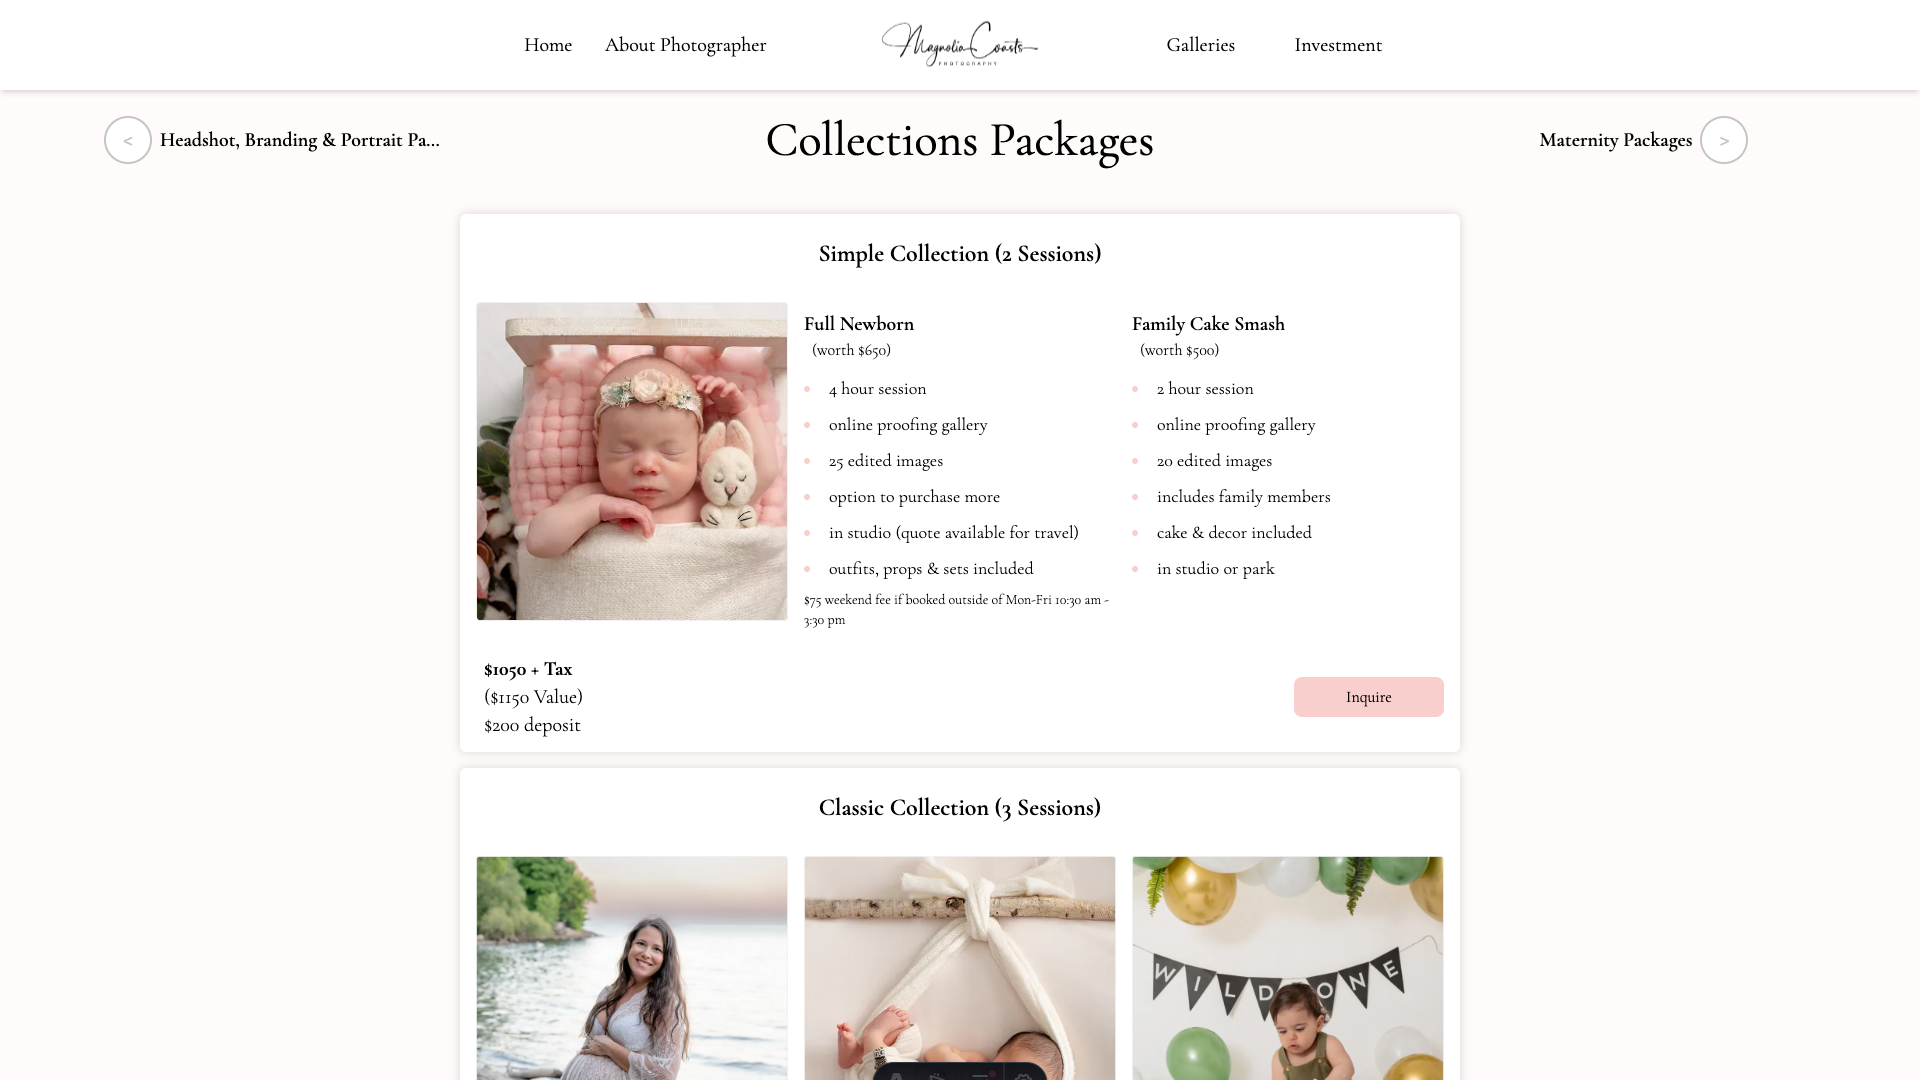 Home
About Photographer
Magnolia Coasts
PHOTOGRAPHY
Galleries
Investment
<
Headshot, Branding & Portrait Pa...
Collections Packages
Maternity Packages
>
Simple Collection (2 Sessions)
Full Newborn
(worth $650)
4 hour session
online proofing gallery
25 edited images
option to purchase more
in studio (quote available for travel)
outfits, props & sets included
$75 weekend fee if booked outside of Mon-Fri 10:30 am -
3:30 pm
Family Cake Smash
(worth $500)
2 hour session
online proofing gallery
20 edited images
includes family members
cake & decor included
in studio or park
$1050 + Tax
($1150 Value)
$200 deposit
Inquire
Classic Collection (3 Sessions)
WILD ONE